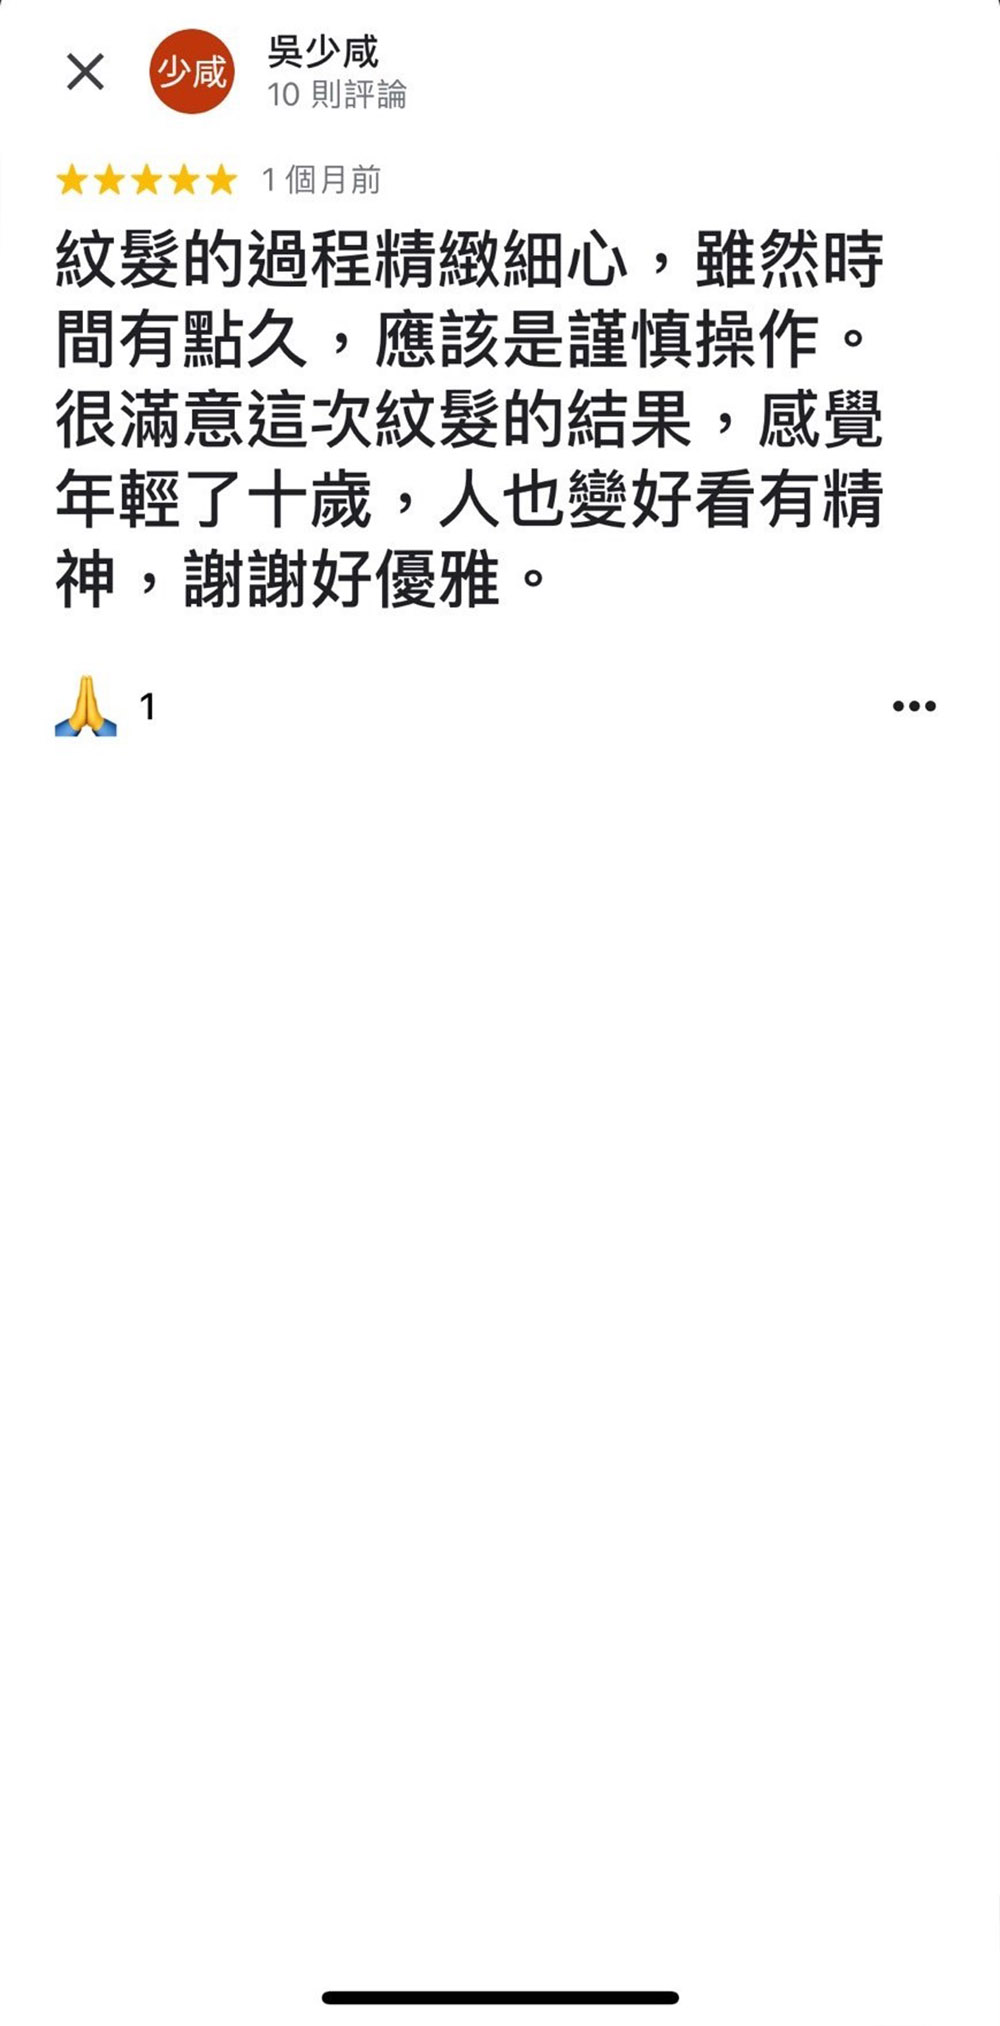 少咸
吳少咸
10 則評論
1 個月前
紋髮的過程精緻細心，雖然時
間有點久，應該是謹慎操作。
很滿意這次紋髮的結果，感覺
年輕了十歲，人也變好看有精
神，謝謝好優雅。
1